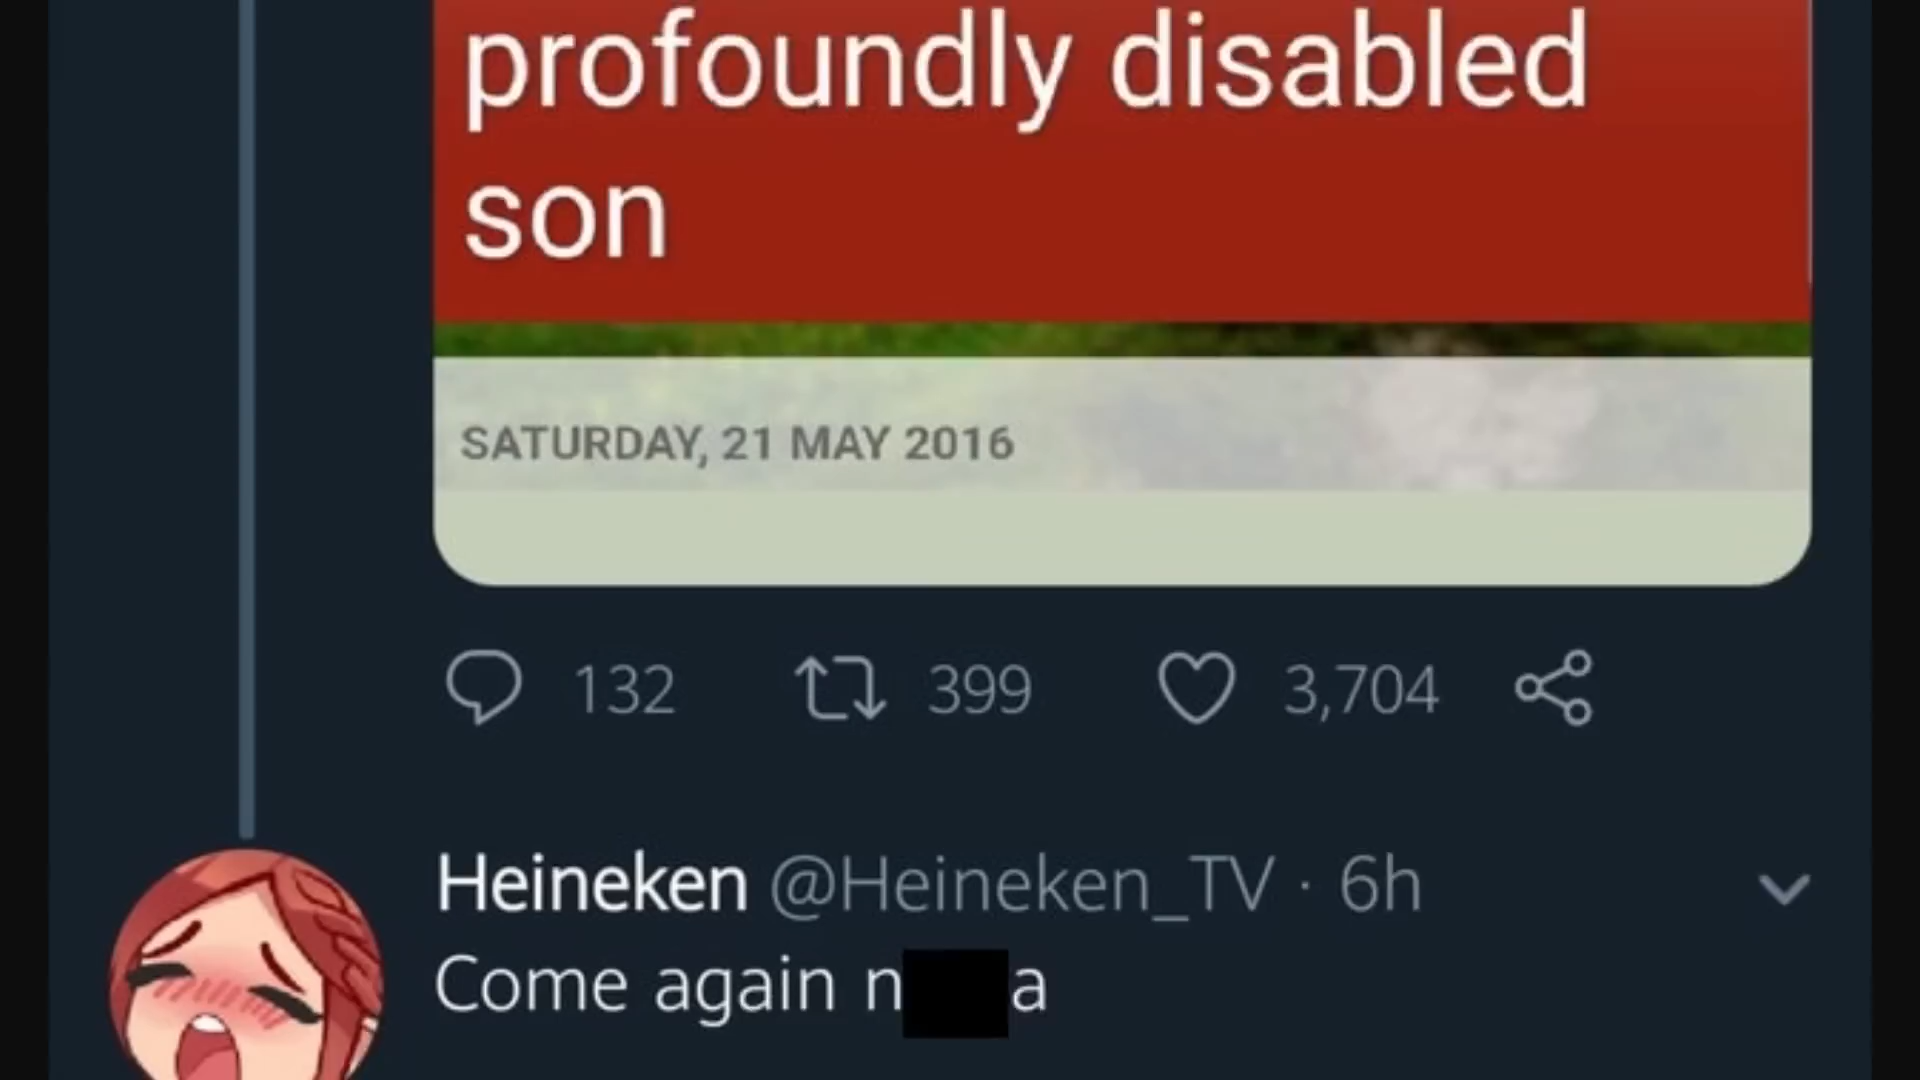 profoundly disabled
son
SATURDAY, 21 MAY 2016
132 399 3,704
Heineken @Heineken_TV · 6h
Come again n a